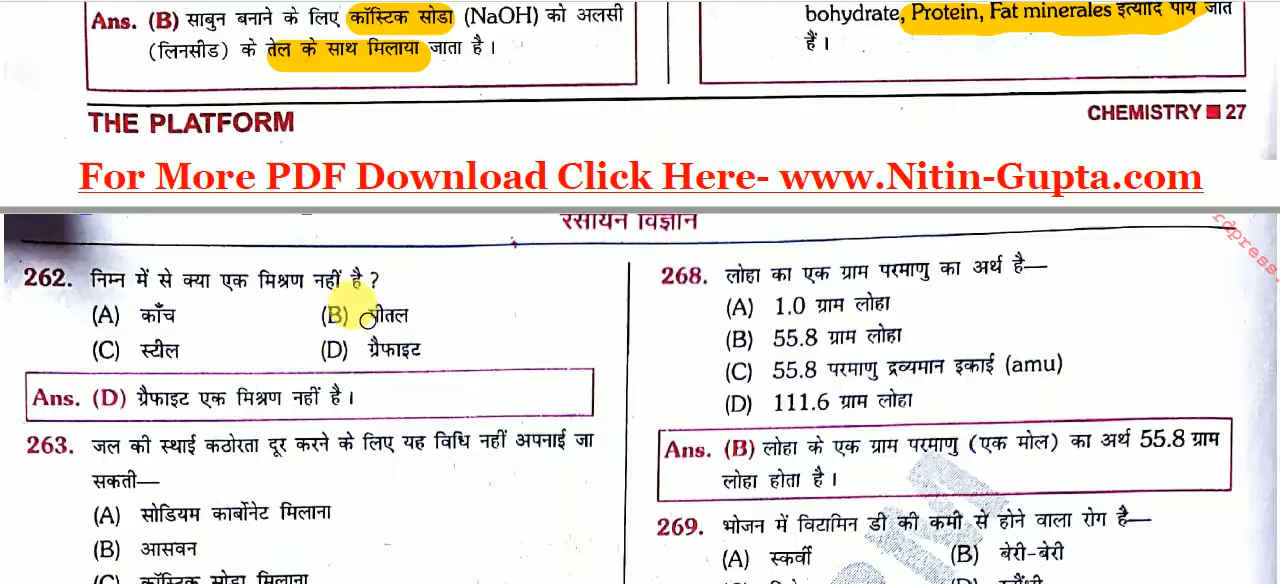 Ans. (B) साबुन बनाने के लिए कॉस्टिक सोडा (NaOH) को अलसी
(लिनसीड) के तेल के साथ मिलाया जाता है।
bohydrate, Protein, Fat minerales इत्यादि पाये जाते
हैं।
THE PLATFORM
CHEMISTRY 27
For More PDF Download Click Here- www.Nitin-Gupta.com
रसायन विज्ञान
rdpress.
262. निम्न में से क्या एक मिश्रण नहीं है ?
(A) काँच (B) पीतल
(C) स्टील (D) ग्रैफाइट
Ans. (D) ग्रैफाइट एक मिश्रण नहीं है।
263. जल की स्थाई कठोरता दूर करने के लिए यह विधि नहीं अपनाई जा
सकती—
(A) सोडियम कार्बोनेट मिलाना
(B) आसवन
(C) कॉस्टिक सोडा मिलाना
268. लोहा का एक ग्राम परमाणु का अर्थ है—
(A) 1.0 ग्राम लोहा
(B) 55.8 ग्राम लोहा
(C) 55.8 परमाणु द्रव्यमान इकाई (amu)
(D) 111.6 ग्राम लोहा
Ans. (B) लोहा के एक ग्राम परमाणु (एक मोल) का अर्थ 55.8 ग्राम
लोहा होता है।
269. भोजन में विटामिन डी की कमी से होने वाला रोग है—
(A) स्कर्वी (B) बेरी-बेरी